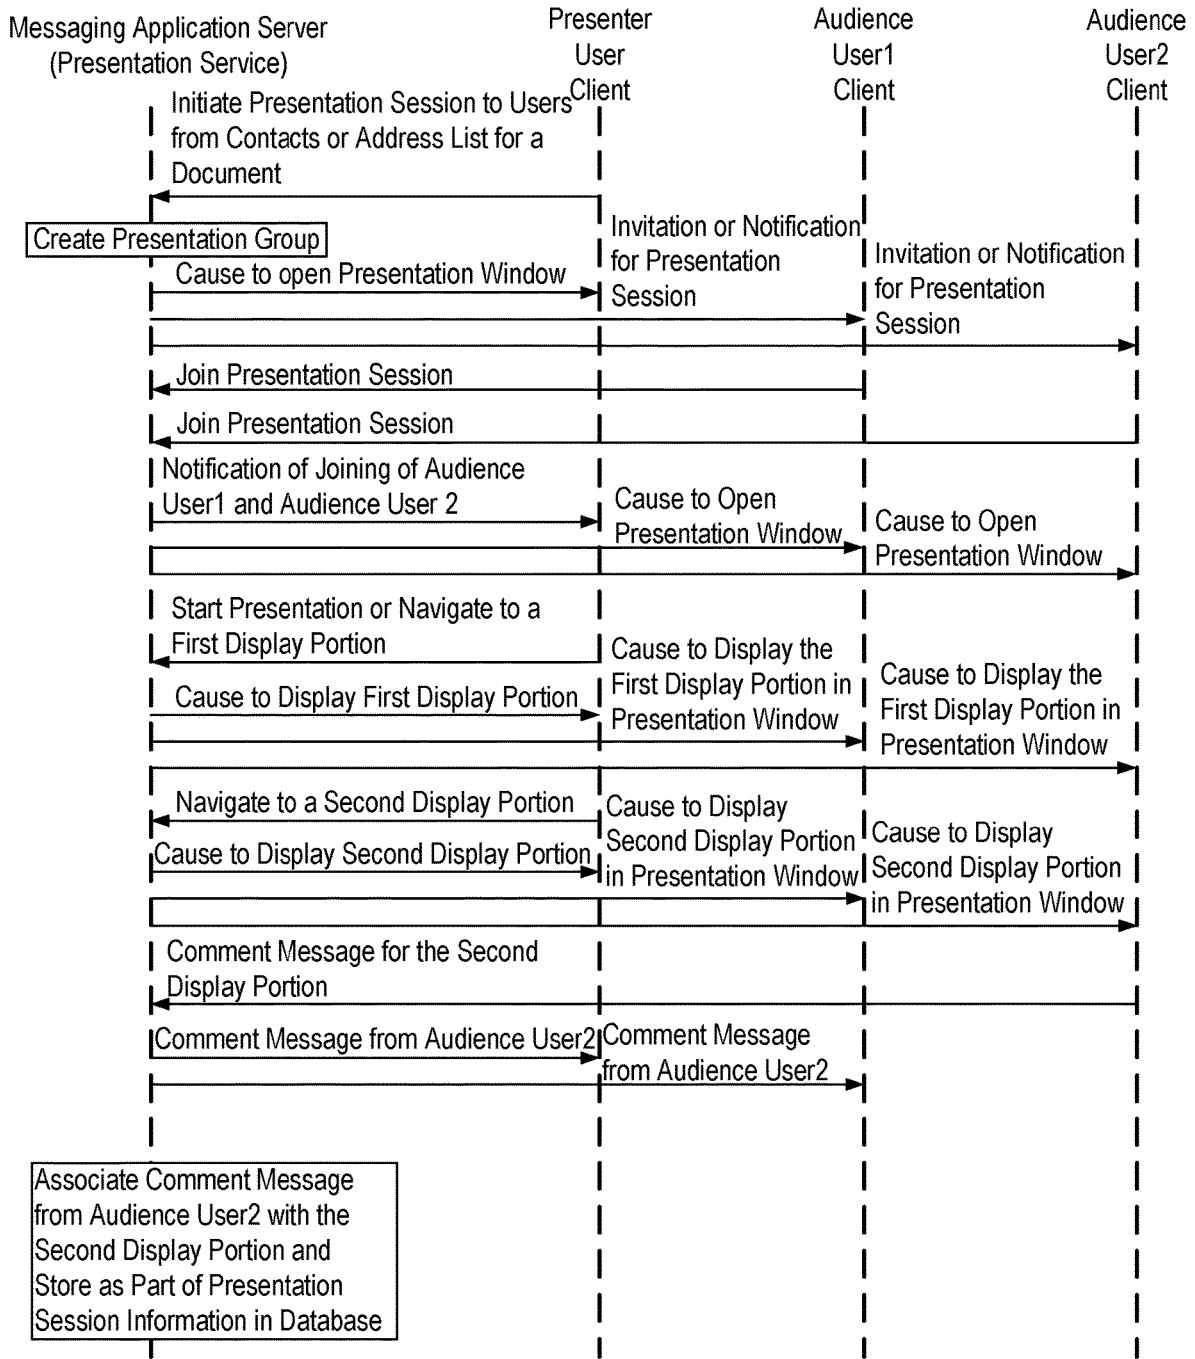 Messaging Application Server
(Presentation Service)
Presenter
User
Client
Audience
User1
Client
Audience
User2
Client
Initiate Presentation Session to Users
from Contacts or Address List for a
Document
Create Presentation Group
Cause to open Presentation Window
Invitation or Notification
for Presentation
Session
Invitation or Notification
for Presentation
Session
Join Presentation Session
Join Presentation Session
Notification of Joining of Audience
User1 and Audience User 2
Cause to Open
Presentation Window
Cause to Open
Presentation Window
Start Presentation or Navigate to a
First Display Portion
Cause to Display First Display Portion
Cause to Display the
First Display Portion in
Presentation Window
Cause to Display the
First Display Portion in
Presentation Window
Navigate to a Second Display Portion
Cause to Display Second Display Portion
Cause to Display
Second Display Portion
in Presentation Window
Cause to Display
Second Display Portion
in Presentation Window
Comment Message for the Second
Display Portion
Comment Message from Audience User2
Comment Message
from Audience User2
Associate Comment Message
from Audience User2 with the
Second Display Portion and
Store as Part of Presentation
Session Information in Database